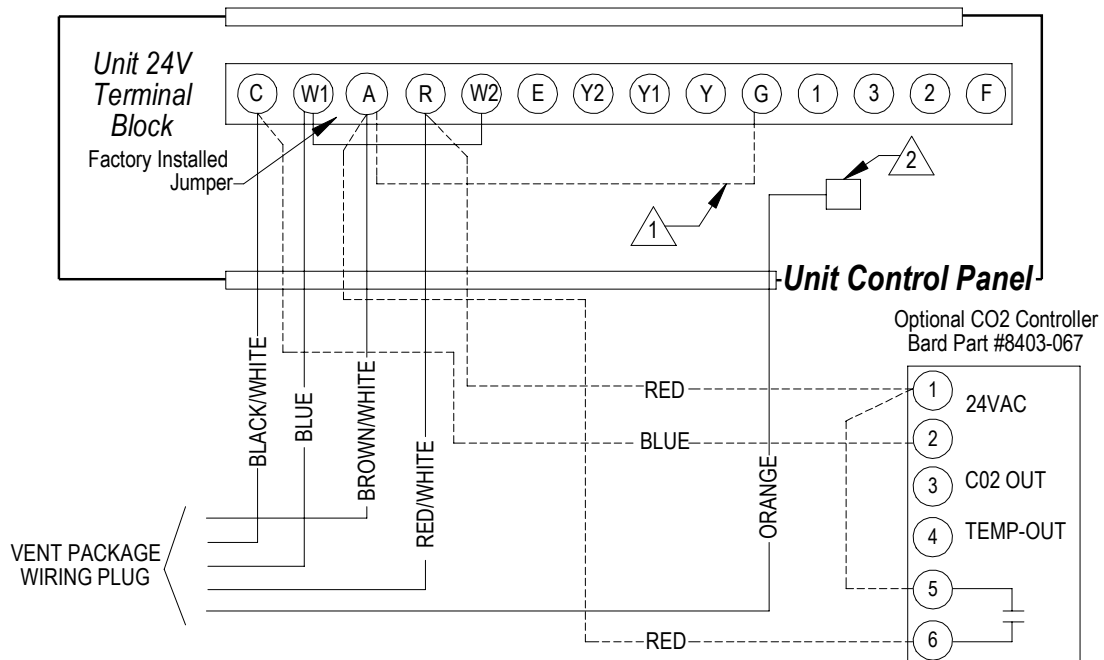 Unit 24V
Terminal
Block
Factory Installed
Jumper
C W1 A R W2 E Y2 Y1 Y G 1 3 2 F
2
1
Unit Control Panel
Optional CO2 Controller
Bard Part #8403-067
BLACK/WHITE
BLUE
BROWN/WHITE
RED/WHITE
ORANGE
RED
BLUE
RED
1
24VAC
2
3 C02 OUT
4 TEMP-OUT
5
6
VENT PACKAGE
WIRING PLUG